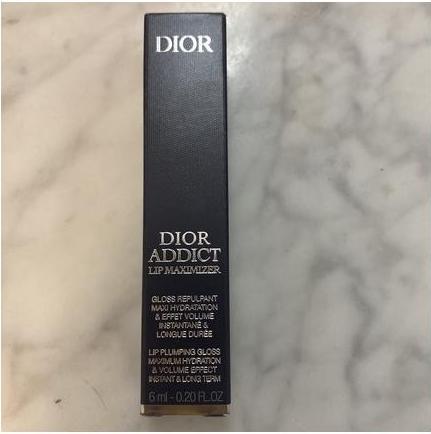 DIOR
DIOR
ADDICT
LIP MAXIMIZER
GLOSS REPULPANT
MAXI HYDRATATION
& EFFET VOLUME
INSTANTANÉ &
LONGUE DURÉE
LIP PLUMPING GLOSS
MAXIMUM HYDRATION
& VOLUME EFFECT
INSTANT & LONG TERM
6 ml - 0.20 FL.OZ